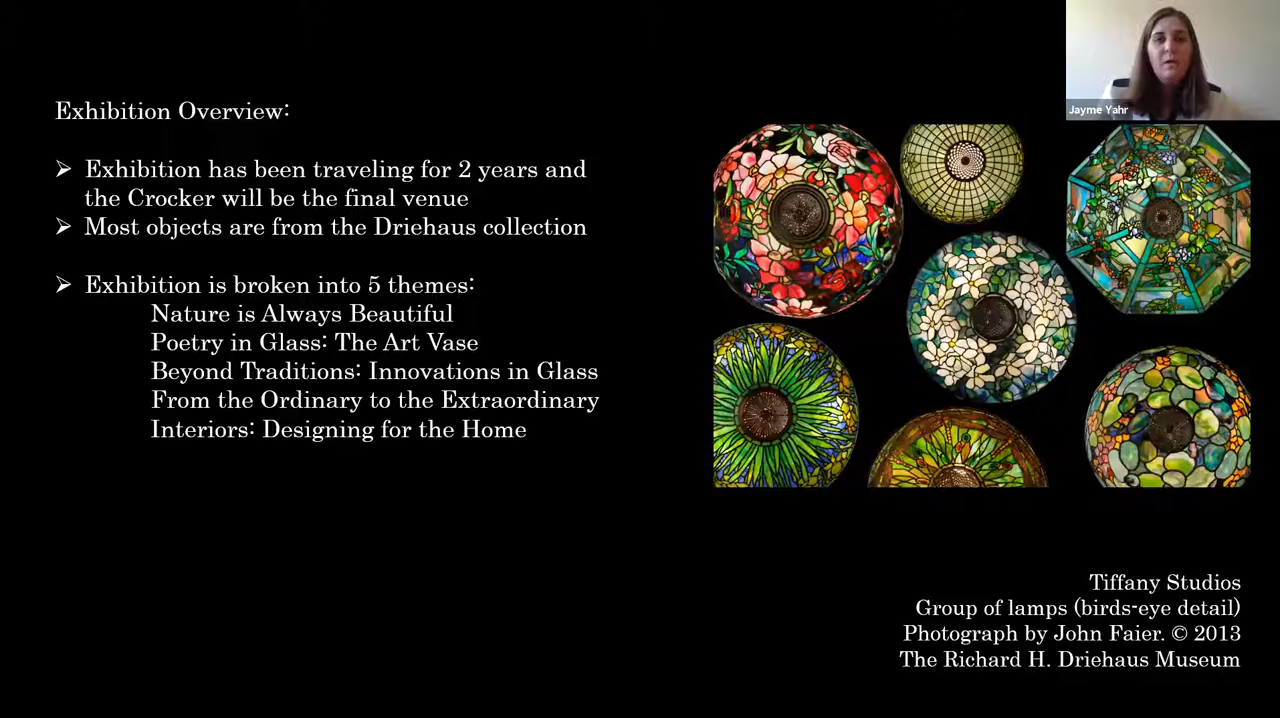 Jayme Yahr
Exhibition Overview:
➢ Exhibition has been traveling for 2 years and
the Crocker will be the final venue
➢ Most objects are from the Driehaus collection
➢ Exhibition is broken into 5 themes:
Nature is Always Beautiful
Poetry in Glass: The Art Vase
Beyond Traditions: Innovations in Glass
From the Ordinary to the Extraordinary
Interiors: Designing for the Home
Tiffany Studios
Group of lamps (birds-eye detail)
Photograph by John Faier. © 2013
The Richard H. Driehaus Museum